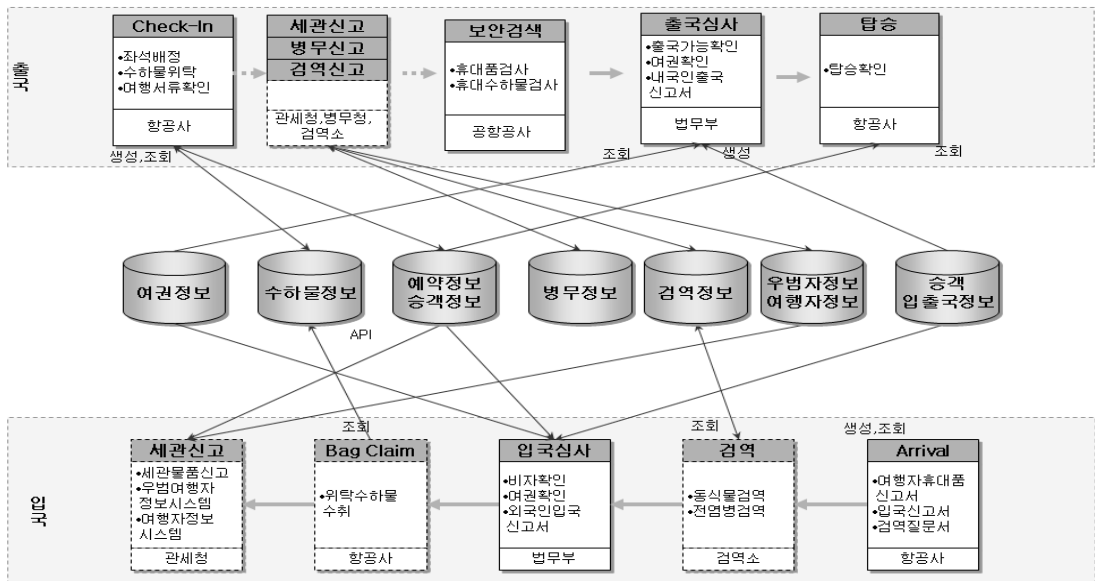 출국
Check-In
•좌석배정
•수하물위탁
•여행서류확인
항공사
세관신고
병무신고
검역신고
관세청,병무청,
검역소
보안검색
•휴대품검사
•휴대수하물검사
공항공사
출국심사
•출국가능확인
•여권확인
•내국인출국
신고서
법무부
탑승
•탑승확인
항공사
생성,조회
조회
생성
조회
여권정보
수하물정보
예약정보
승객정보
병무정보
검역정보
우범자정보
여행자정보
승객
입출국정보
API
조회
조회
생성,조회
입국
세관신고
•세관물품신고
•우범여행자
정보시스템
•여행자정보
시스템
관세청
Bag Claim
•위탁수하물
수취
항공사
입국심사
•비자확인
•여권확인
•외국인입국
신고서
법무부
검역
•동식물검역
•전염병검역
검역소
Arrival
•여행자휴대품
신고서
•입국신고서
•검역질문서
항공사